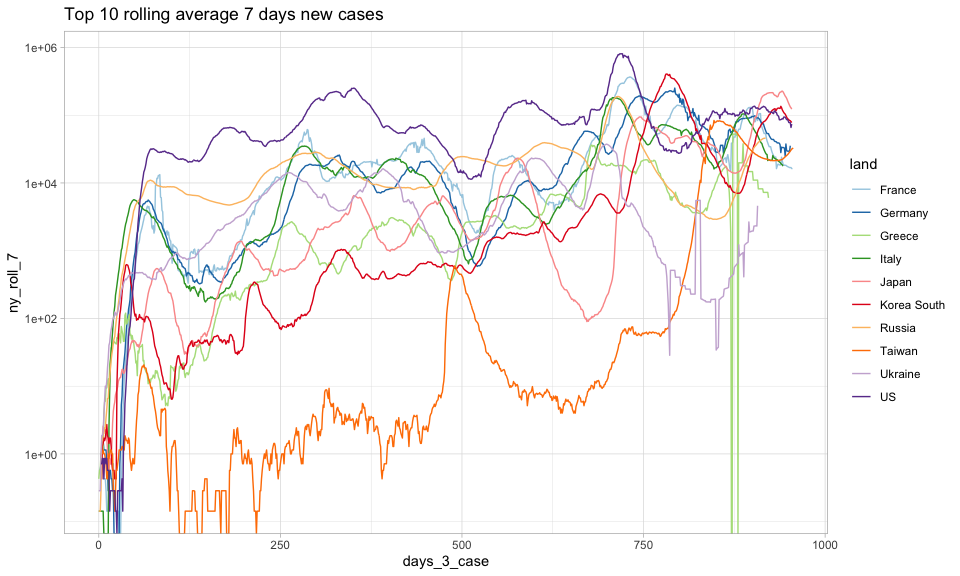 Top 10 rolling average 7 days new cases
1e+06
1e+04
1e+02
1e+00
ny_roll_7
0
250
500
750
1000
days_3_case
land
France
Germany
Greece
Italy
Japan
Korea South
Russia
Taiwan
Ukraine
US